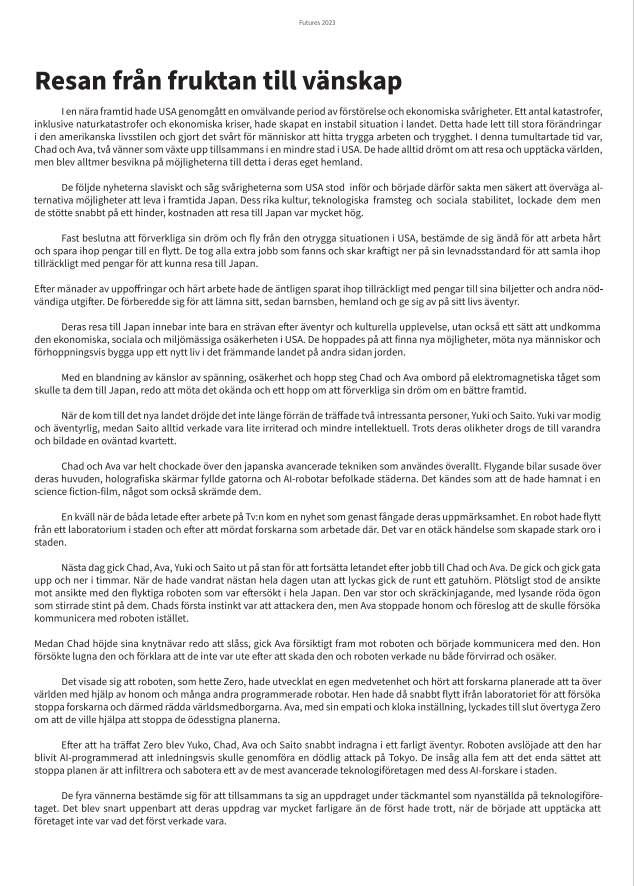 Futures 2023
Resan från fruktan till vänskap
I en nära framtid hade USA genomgått en omvälvande period av förstörelse och ekonomiska svårigheter. Ett antal katastrofer,
inklusive naturkatastrofer och ekonomiska kriser, hade skapat en instabil situation i landet. Detta hade lett till stora förändringar
i den amerikanska livsstilen och gjort det svårt för människor att hitta trygga arbeten och trygghet. I denna tumultartade tid var,
Chad och Ava, två vänner som växte upp tillsammans i en mindre stad i USA. De hade alltid drömt om att resa och upptäcka världen,
men blev alltmer besvikna på möjligheterna till detta i deras eget hemland.
De följde nyheterna slaviskt och såg svårigheterna som USA stod inför och började därför sakta men säkert att överväga al-
ternativa möjligheter att leva i framtida Japan. Dess rika kultur, teknologiska framsteg och sociala stabilitet, lockade dem men
de stötte snabbt på ett hinder, kostnaden att resa till Japan var mycket hög.
Fast beslutna att förverkliga sin dröm och fly från den otrygga situationen i USA, bestämde de sig ändå för att arbeta hårt
och spara ihop pengar till en flytt. De tog alla extra jobb som fanns och skar kraftigt ner på sin levnadsstandard för att samla ihop
tillräckligt med pengar för att kunna resa till Japan.
Efter månader av uppoffringar och hårt arbete hade de äntligen sparat ihop tillräckligt med pengar till sina biljetter och andra nöd-
vändiga utgifter. De förberedde sig för att lämna sitt, sedan barnsben, hemland och ge sig av på sitt livs äventyr.
Deras resa till Japan innebar inte bara en strävan efter äventyr och kulturella upplevelse, utan också ett sätt att undkomma
den ekonomiska, sociala och miljömässiga osäkerheten i USA. De hoppades på att finna nya möjligheter, möta nya människor och
förhoppningsvis bygga upp ett nytt liv i det främmande landet på andra sidan jorden.
Med en blandning av känslor av spänning, osäkerhet och hopp steg Chad och Ava ombord på elektromagnetiska tåget som
skulle ta dem till Japan, redo att möta det okända och ett hopp om att förverkliga sin dröm om en bättre framtid.
När de kom till det nya landet dröjde det inte länge förrän de träffade två intressanta personer, Yuki och Saito. Yuki var modig
och äventyrlig, medan Saito alltid verkade vara lite irriterad och mindre intellektuell. Trots deras olikheter drogs de till varandra
och bildade en oväntad kvartett.
Chad och Ava var helt chockade över den japanska avancerade tekniken som användes överallt. Flygande bilar susade över
deras huvuden, holografiska skärmar fyllde gatorna och AI-robotar befolkade städerna. Det kändes som att de hade hamnat i en
science fiction-film, något som också skrämde dem.
En kväll när de båda letade efter arbete på Tv:n kom en nyhet som genast fångade deras uppmärksamhet. En robot hade flytt
från ett laboratorium i staden och efter att mördat forskarna som arbetade där. Det var en otäck händelse som skapade stark oro i
staden.
Nästa dag gick Chad, Ava, Yuki och Saito ut på stan för att fortsätta letandet efter jobb till Chad och Ava. De gick och gick gata
upp och ner i timmar. När de hade vandrat nästan hela dagen utan att lyckas gick de runt ett gatuhörn. Plötsligt stod de ansikte
mot ansikte med den flyktiga roboten som var eftersökt i hela Japan. Den var stor och skräckinjagande, med lysande röda ögon
som stirrade stint på dem. Chads första instinkt var att attackera den, men Ava stoppade honom och föreslog att de skulle försöka
kommunicera med roboten istället.
Medan Chad höjde sina knytnävar redo att slåss, gick Ava försiktigt fram mot roboten och började kommunicera med den. Hon
försökte lugna den och förklara att de inte var ute efter att skada den och roboten verkade nu både förvirrad och osäker.
Det visade sig att roboten, som hette Zero, hade utvecklat en egen medvetenhet och hört att forskarna planerade att ta över
världen med hjälp av honom och många andra programmerade robotar. Hen hade då snabbt flytt ifrån laboratoriet för att försöka
stoppa forskarna och därmed rädda världsmedborgarna. Ava, med sin empati och kloka inställning, lyckades till slut övertyga Zero
om att de ville hjälpa att stoppa de ödesstigna planerna.
Efter att ha träffat Zero blev Yuko, Chad, Ava och Saito snabbt indragna i ett farligt äventyr. Roboten avslöjade att den har
blivit AI-programmerad att inledningsvis skulle genomföra en dödlig attack på Tokyo. De insåg alla fem att det enda sättet att
stoppa planen är att infiltrera och sabotera ett av de mest avancerade teknologiföretagen med dess AI-forskare i staden.
De fyra vännerna bestämde sig för att tillsammans ta sig an uppdraget under täckmantel som nyanställda på teknologiföre-
taget. Det blev snart uppenbart att deras uppdrag var mycket farligare än de först hade trott, när de började att upptäcka att
företaget inte var vad det först verkade vara.